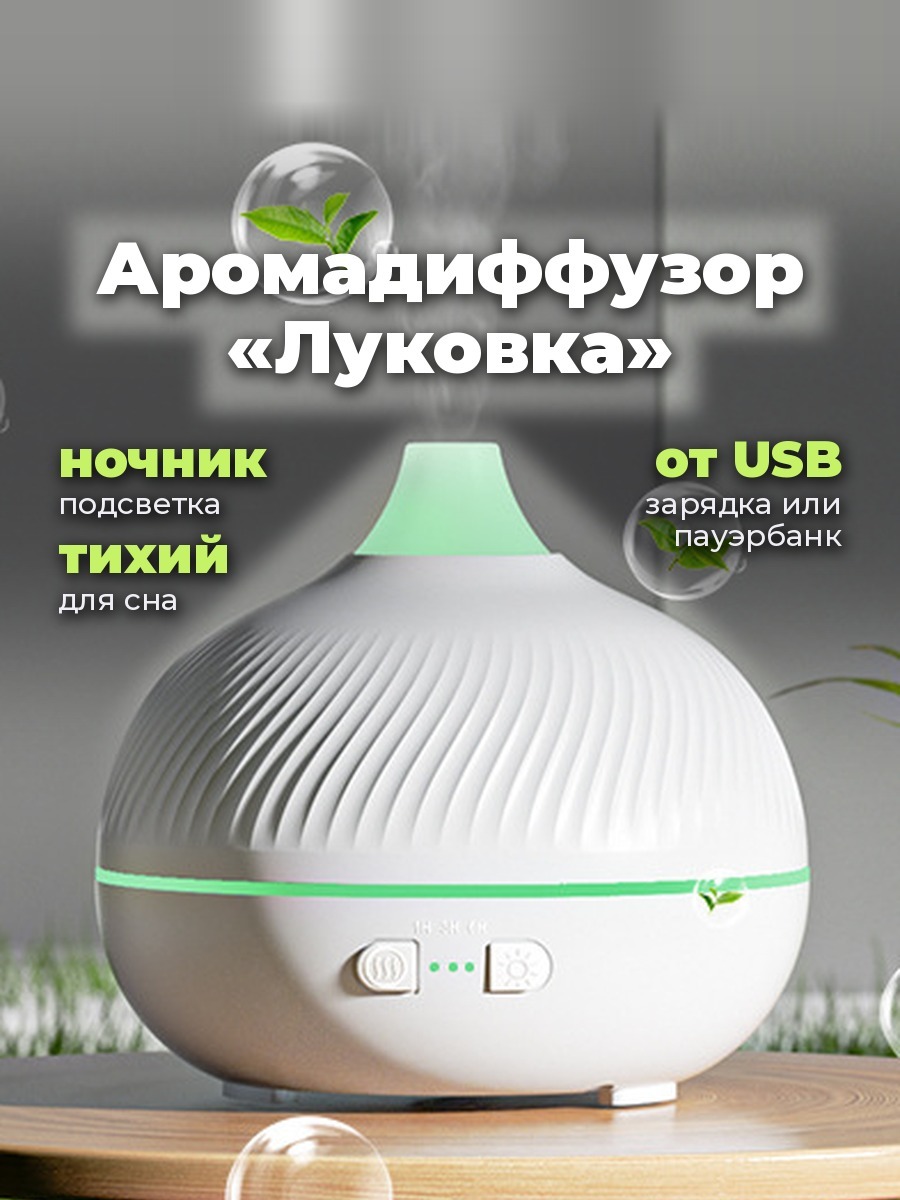 Аромадиффузор
«Луковка»
ночник
подсветка
тихий
для сна
от USB
зарядка или
пауэрбанк